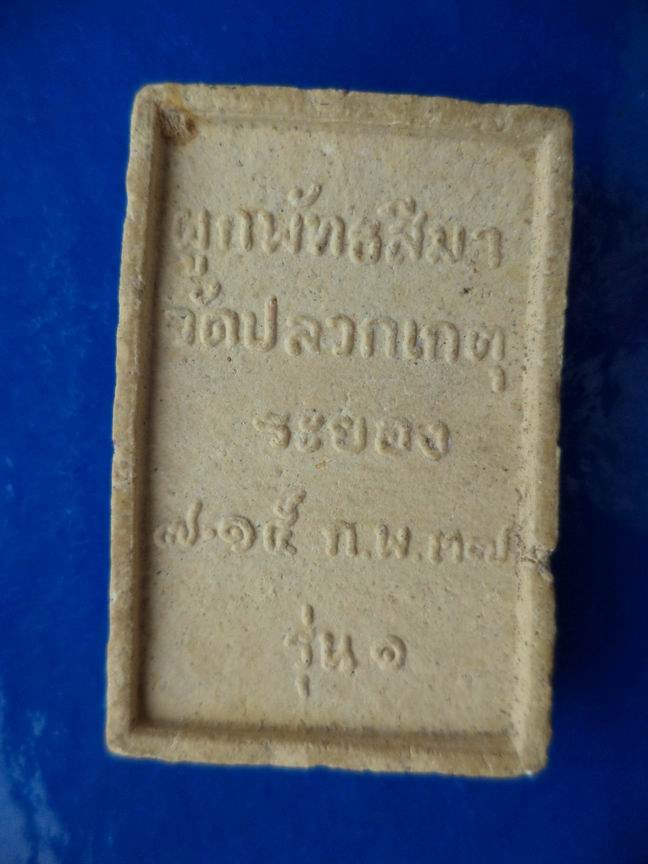 ผูกพัทธสีมา
วัดปลวกเกตุ
ระยอง
๗-๑๕ ก.พ.๓๗
รุ่น ๑